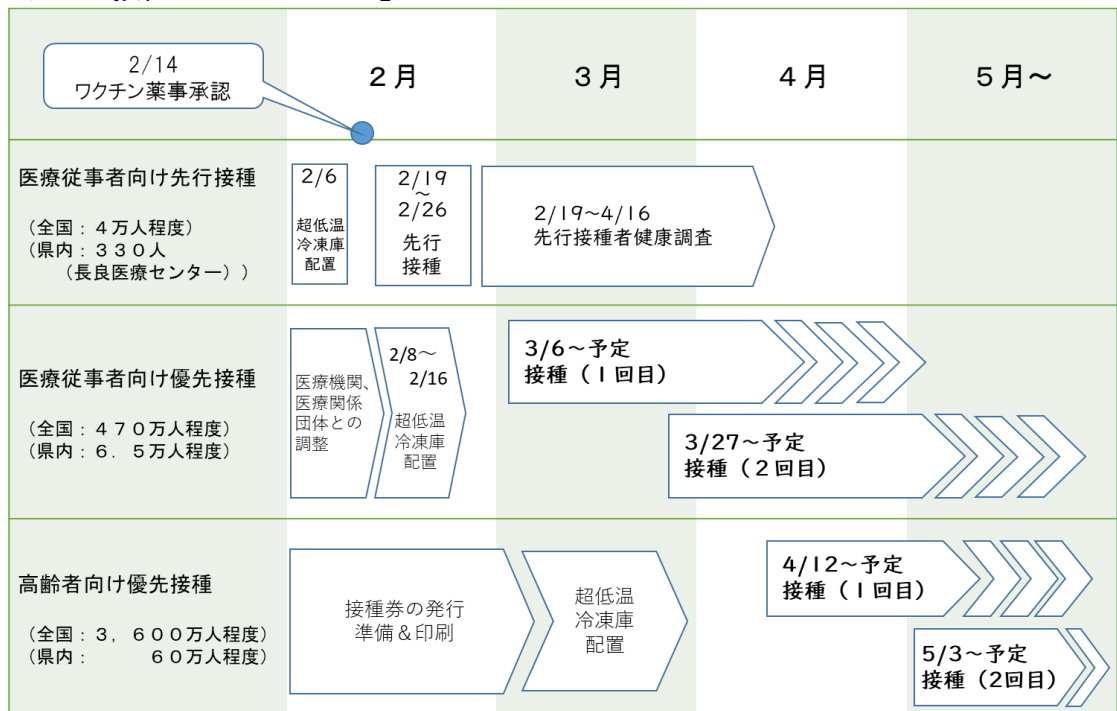 2/14
ワクチン薬事承認
2月
3月
4月
5月～
医療従事者向け先行接種
(全国：4万人程度)
(県内：330人
(長良医療センター))
2/6
超低温
冷凍庫
配置
2/19
～
2/26
先行
接種
2/19～4/16
先行接種者健康調査
医療従事者向け優先接種
(全国：470万人程度)
(県内：6．5万人程度)
医療機関、
医療関係
団体との
調整
2/8～
2/16
超低温
冷凍庫
配置
3/6～予定
接種（1回目）
3/27～予定
接種（2回目）
高齢者向け優先接種
(全国：3，600万人程度)
(県内：　　60万人程度)
接種券の発行
準備＆印刷
超低温
冷凍庫
配置
4/12～予定
接種（1回目）
5/3～予定
接種（2回目）